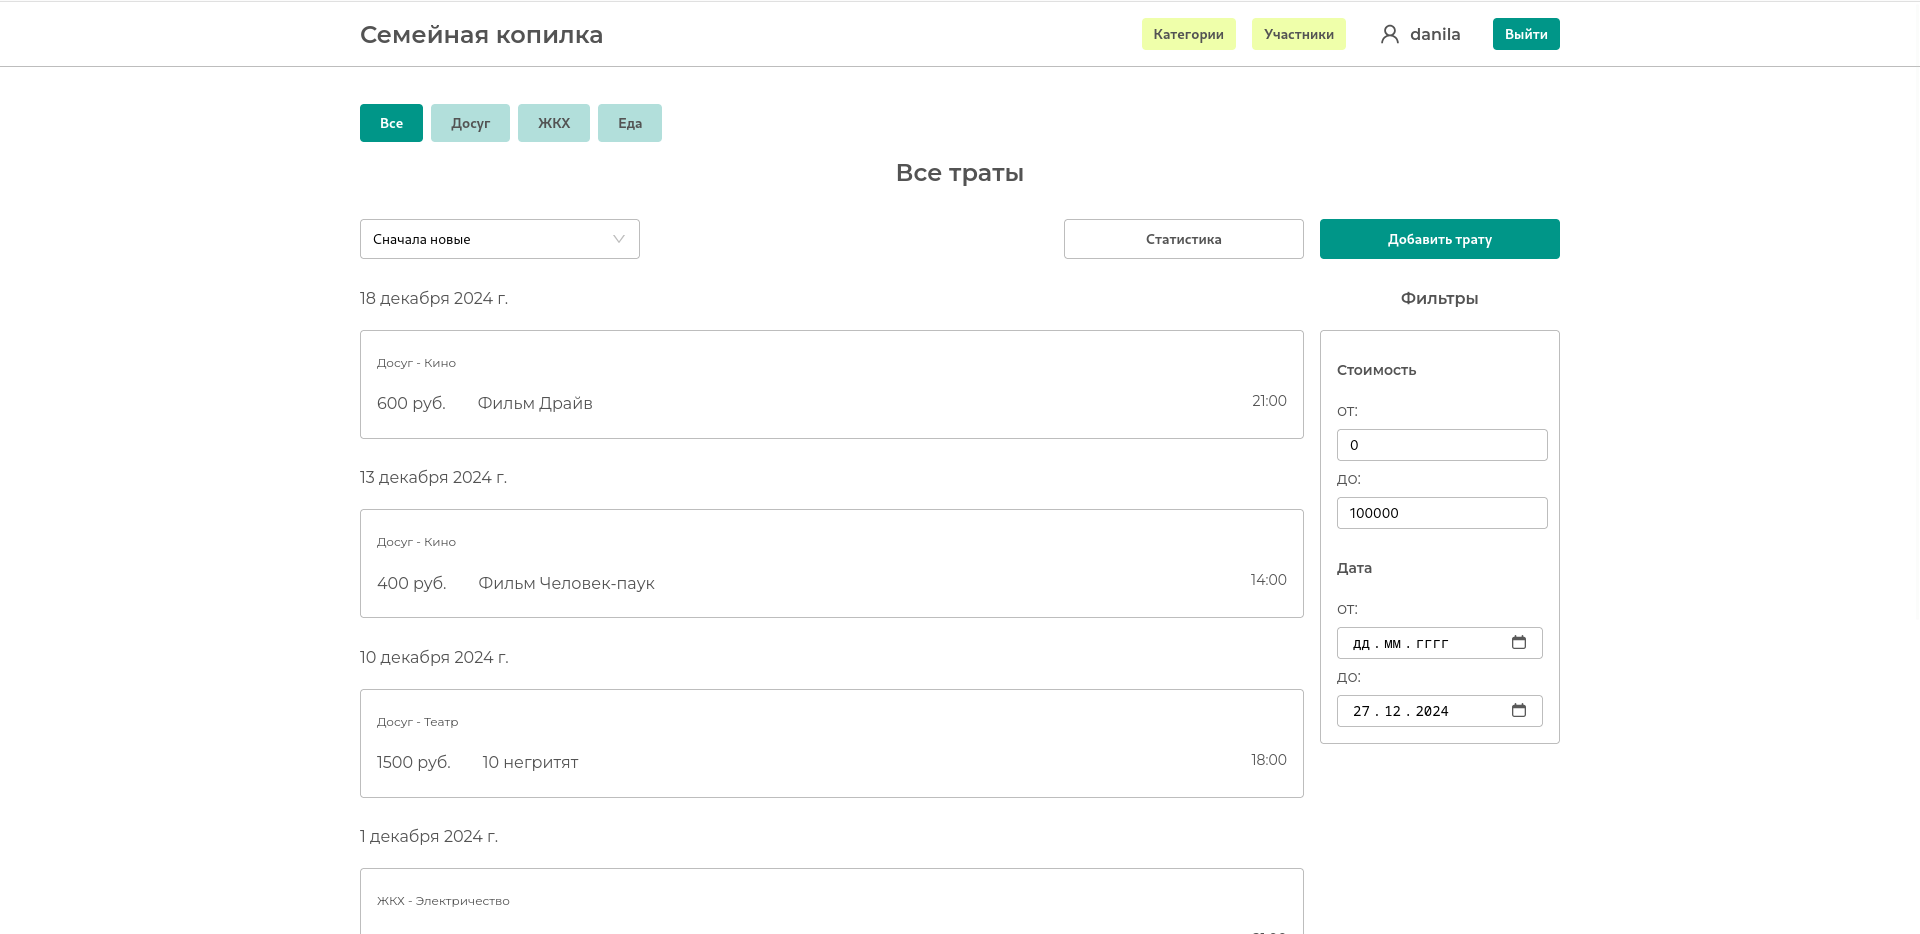 Семейная копилка
Категории
Участники
danila
Выйти
Все
Досуг
ЖКХ
Еда
Все траты
Сначала новые
Статистика
Добавить трату
18 декабря 2024 г.
Досуг - Кино
600 руб. Фильм Драйв
21:00
13 декабря 2024 г.
Досуг - Кино
400 руб. Фильм Человек-паук
14:00
10 декабря 2024 г.
Досуг - Театр
1500 руб. 10 негритят
18:00
1 декабря 2024 г.
ЖКХ - Электричество
Фильтры
Стоимость
от:
0
до:
100000
Дата
от:
дд.мм.гггг
до:
27.12.2024